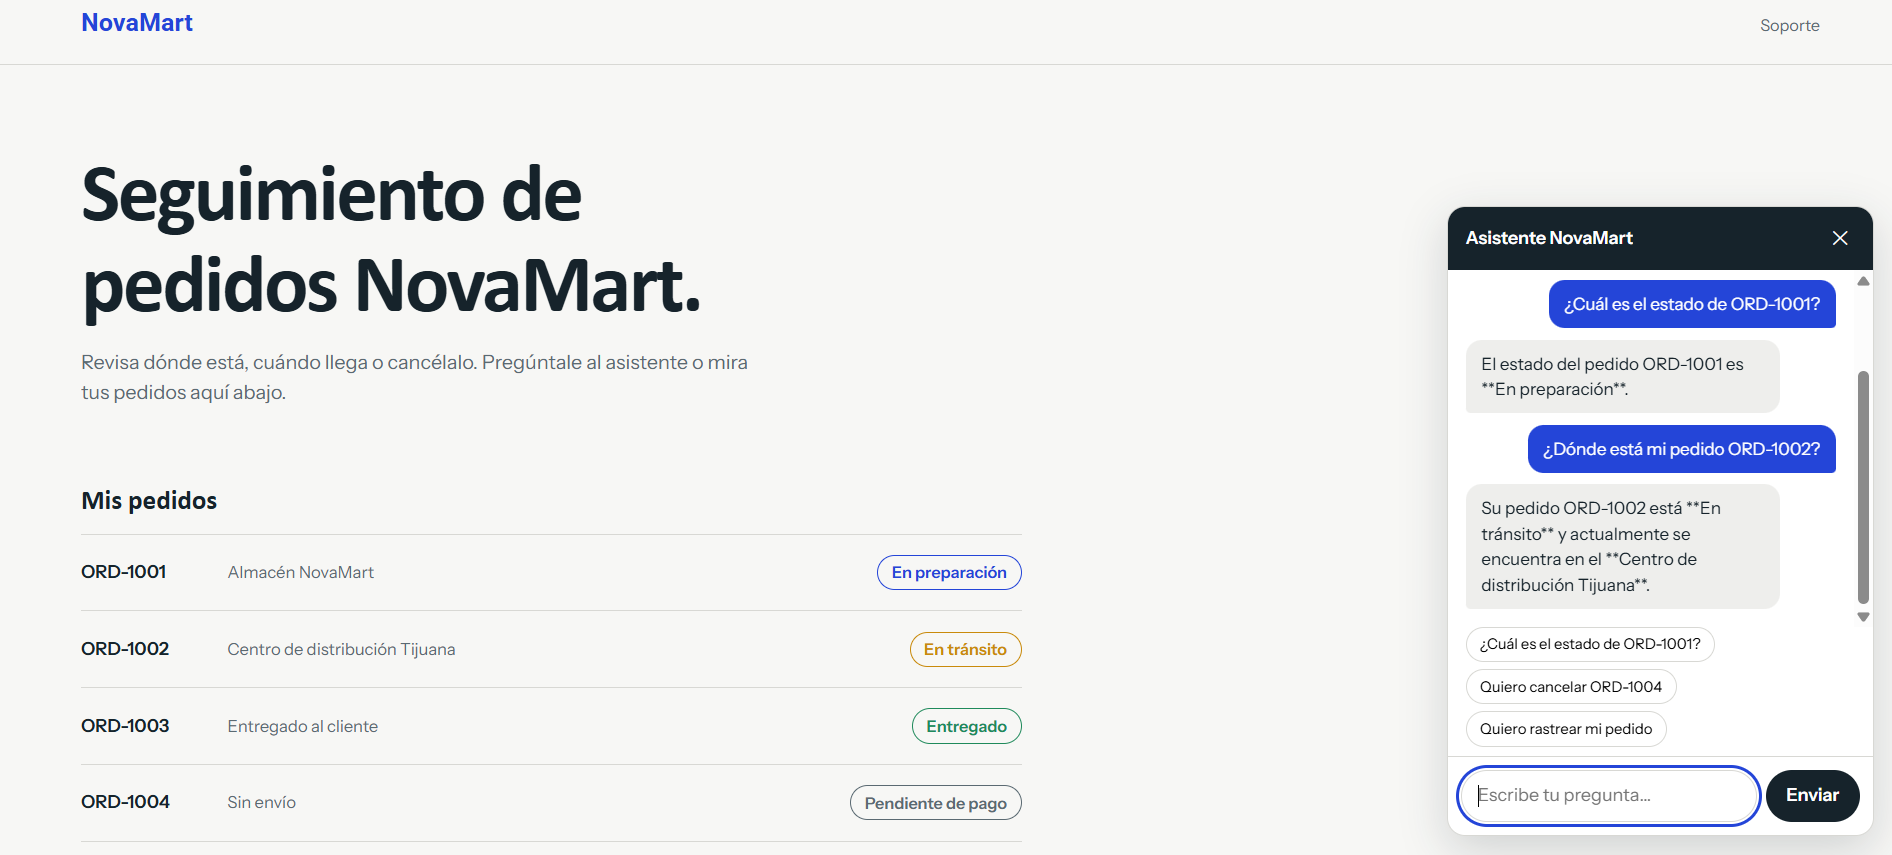 NovaMart
Soporte
Seguimiento de
pedidos NovaMart.
Revisa dónde está, cuándo llega o cancélalo. Pregúntale al asistente o mira
tus pedidos aquí abajo.
Mis pedidos
ORD-1001 Almacén NovaMart En preparación
ORD-1002 Centro de distribución Tijuana En tránsito
ORD-1003 Entregado al cliente Entregado
ORD-1004 Sin envío Pendiente de pago
Asistente NovaMart
¿Cuál es el estado de ORD-1001?
El estado del pedido ORD-1001 es
**En preparación**.
¿Dónde está mi pedido ORD-1002?
Su pedido ORD-1002 está **En
tránsito** y actualmente se
encuentra en el **Centro de
distribución Tijuana**.
¿Cuál es el estado de ORD-1001?
Quiero cancelar ORD-1004
Quiero rastrear mi pedido
Escribe tu pregunta...
Enviar